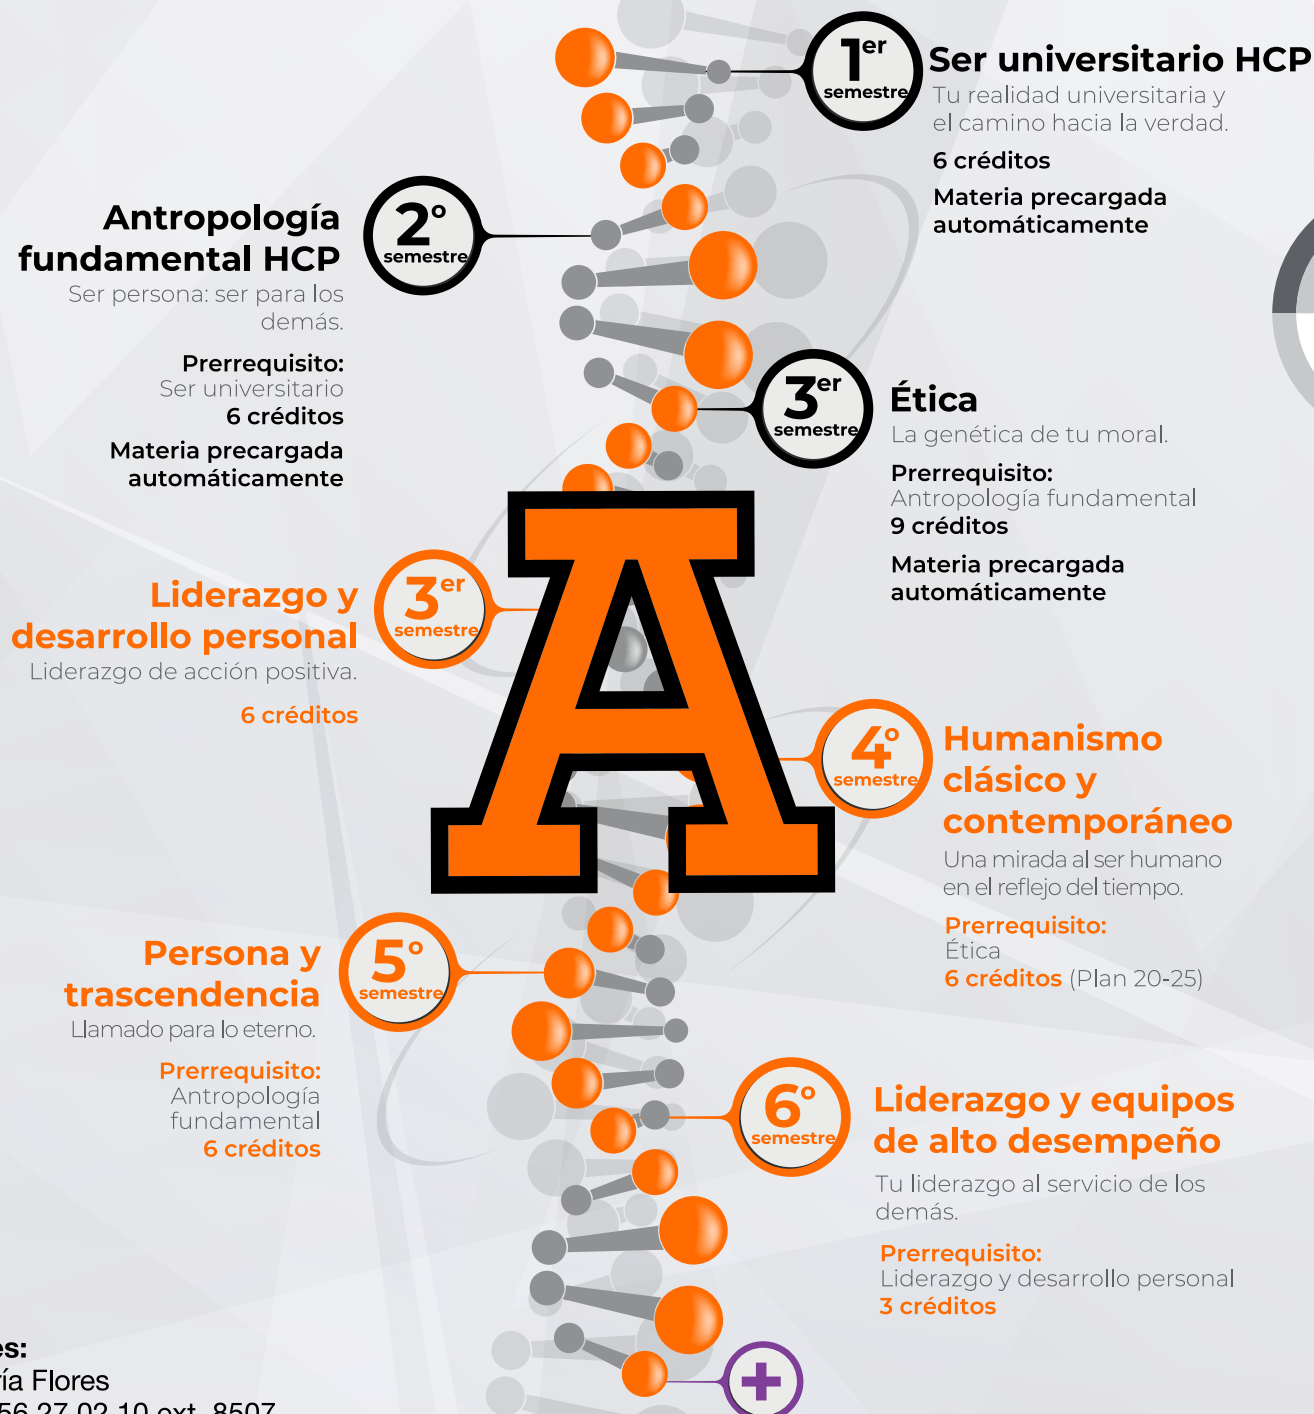 1er
semestre
Ser universitario HCP
Tu realidad universitaria y
el camino hacia la verdad.
6 créditos
Materia precargada
automáticamente
2°
semestre
Antropología
fundamental HCP
Ser persona: ser para los
demás.
Prerrequisito:
Ser universitario
6 créditos
Materia precargada
automáticamente
3er
semestre
Ética
La genética de tu moral.
Prerrequisito:
Antropología fundamental
9 créditos
Materia precargada
automáticamente
3er
semestre
Liderazgo y
desarrollo personal
Liderazgo de acción positiva.
6 créditos
A
4°
semestre
Humanismo
clásico y
contemporáneo
Una mirada al ser humano
en el reflejo del tiempo.
Prerrequisito:
Ética
6 créditos (Plan 20-25)
5°
semestre
Persona y
trascendencia
Llamado para lo eterno.
Prerrequisito:
Antropología
fundamental
6 créditos
6°
semestre
Liderazgo y equipos
de alto desempeño
Tu liderazgo al servicio de los
demás.
Prerrequisito:
Liderazgo y desarrollo personal
3 créditos
es:
ía Flores
56 27 02 10 ext. 8507
+